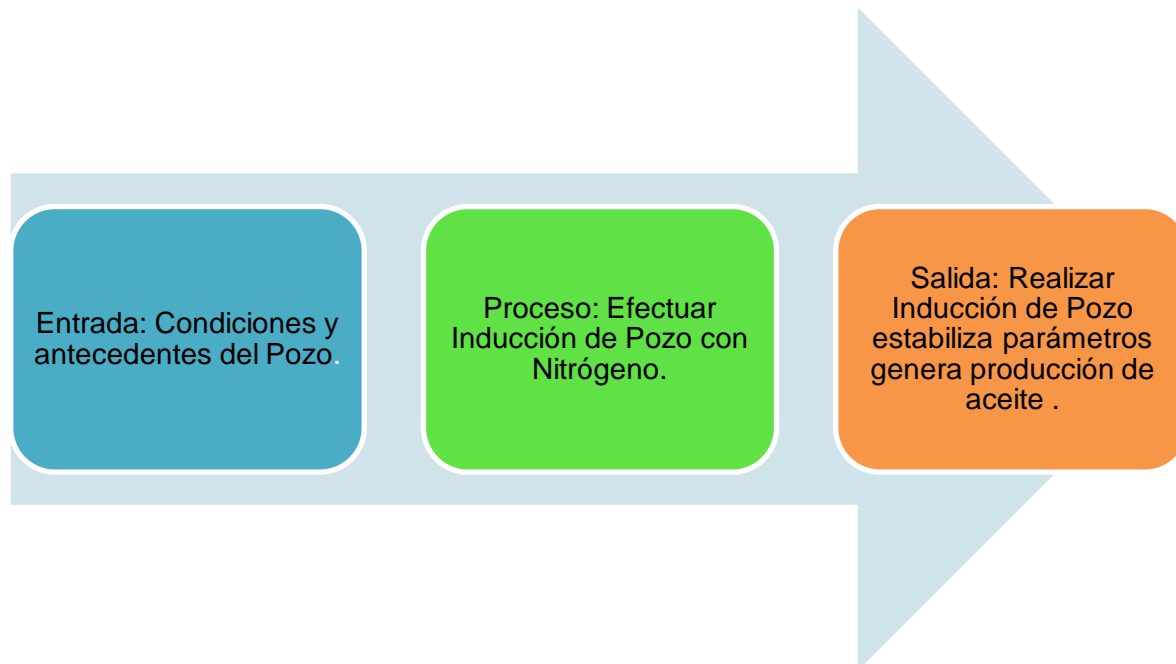 Entrada: Condiciones y
antecedentes del Pozo.
Proceso: Efectuar
Inducción de Pozo con
Nitrógeno.
Salida: Realizar
Inducción de Pozo
estabiliza parámetros
genera producción de
aceite .